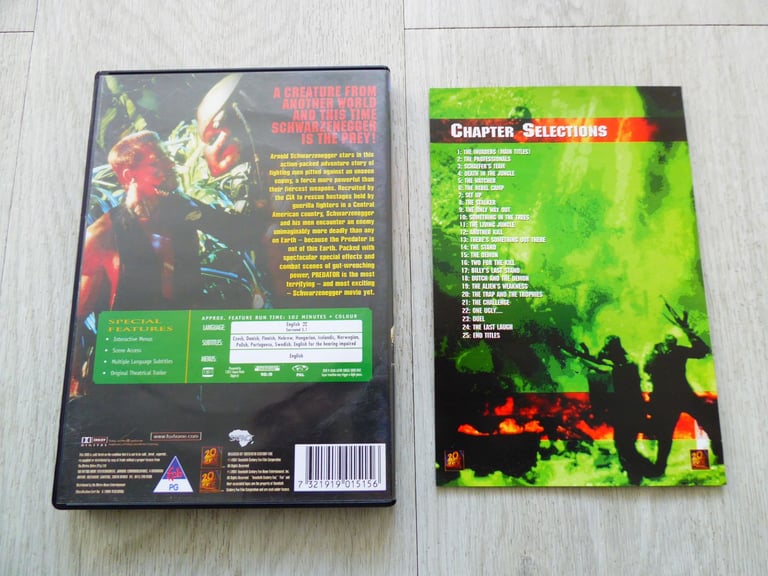 A CREATURE FROM
ANOTHER WORLD
AND THIS TIME
SCHWARZENEGGER
IS THE PREY!
Arnold Schwarzenegger stars in this
action-packed adventure story of
fighting men pitted against an unseen
enemy, a force more powerful than
their fiercest weapons. Recruited by
the CIA to rescue hostages held by
guerilla fighters in a Central
American country, Schwarzenegger
and his men encounter an enemy
unimaginably more deadly than any
on Earth – because the Predator is
not of this Earth. Packed with
spectacular special effects and
combat scenes of gut-wrenching
power, PREDATOR is the most
terrifying – and most exciting
– Schwarzenegger movie yet.
SPECIAL
FEATURES
• Interactive Menus
• Scene Access
• Multiple Language Subtitles
• Original Theatrical Trailer
APPROX. FEATURE RUN TIME: 102 MINUTES • COLOUR
LANGUAGE:
English
Surround 5.1
SUBTITLES:
Czech, Danish, Finnish, Hebrew, Hungarian, Icelandic, Norwegian,
Polish, Portuguese, Swedish, English for the hearing impaired
MENUS:
English
PAL
DOLBY
www.foxhome.com
PG
7 321919 015156
CHAPTER SELECTIONS
1: THE INVADERS (MAIN TITLES)
2: THE PROFESSIONALS
3: SCHAEFER'S TEAM
4: DEATH IN THE JUNGLE
5: THE WATCHER
6: THE REBEL CAMP
7: SET UP
8: THE STALKER
9: THE ONLY WAY OUT
10: SOMETHING IN THE TREES
11: THE LIVING JUNGLE
12: ANOTHER KILL
13: THERE'S SOMETHING OUT THERE
14: THE STAND
15: THE DEMON
16: TWO FOR THE KILL
17: BILLY'S LAST STAND
18: DUTCH AND THE DEMON
19: THE ALIEN'S WEAKNESS
20: THE TRAP AND THE TROPHIES
21: THE CHALLENGE
22: ONE UGLY....
23: DUEL
24: THE LAST LAUGH
25: END TITLES
20